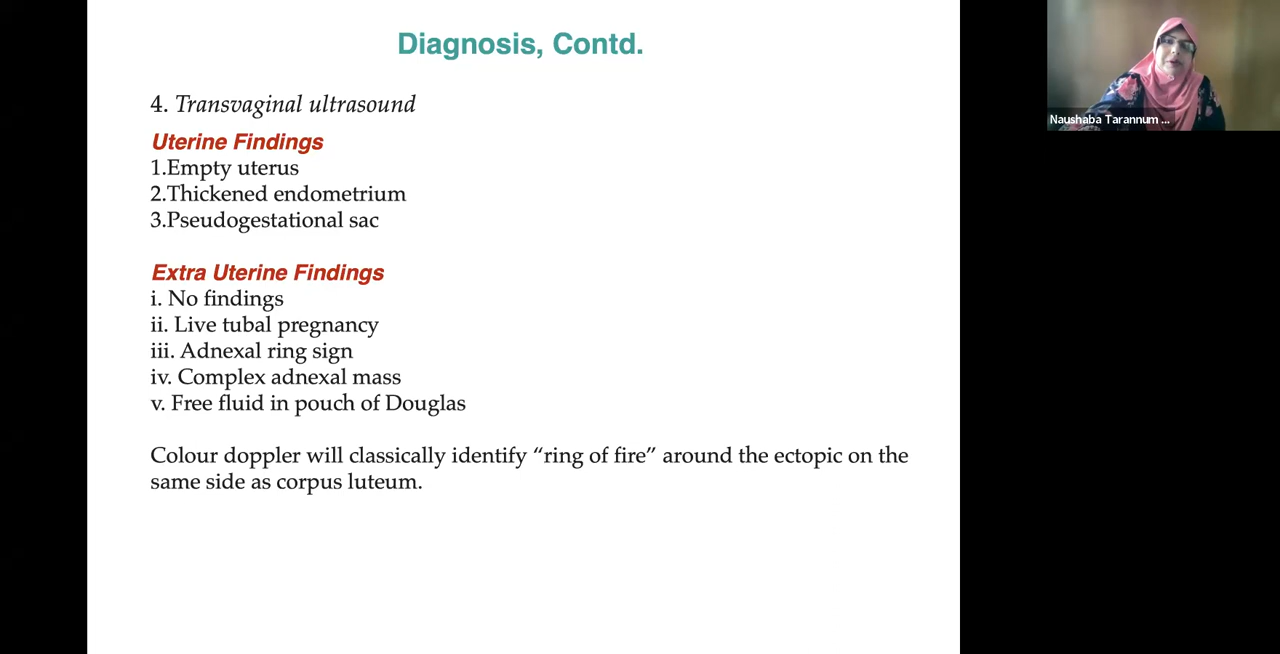 Diagnosis, Contd.
4. Transvaginal ultrasound
Uterine Findings
1.Empty uterus
2.Thickened endometrium
3.Pseudogestational sac
Extra Uterine Findings
i. No findings
ii. Live tubal pregnancy
iii. Adnexal ring sign
iv. Complex adnexal mass
v. Free fluid in pouch of Douglas
Colour doppler will classically identify “ring of fire” around the ectopic on the
same side as corpus luteum.
Naushaba Tarannum ...